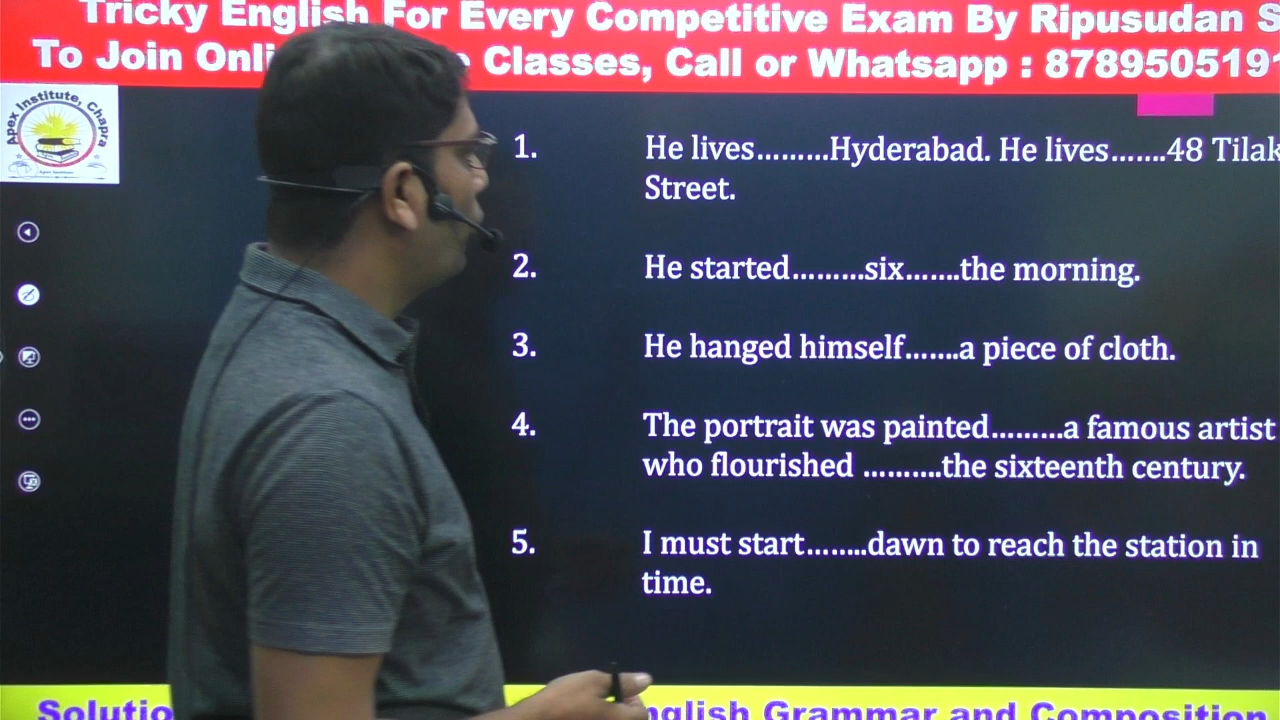 Tricky English For Every Competitive Exam By Ripusudan
To Join Classes, Call or Whatsapp : 878950519
Apex Institute, Chapra
1. He lives.........Hyderabad. He lives.......48 Tilak
Street.
2. He started.........six.......the morning.
3. He hanged himself.......a piece of cloth.
4. The portrait was painted.........a famous artist
who flourished ..........the sixteenth century.
5. I must start........dawn to reach the station in
time.
Grammar and Composition